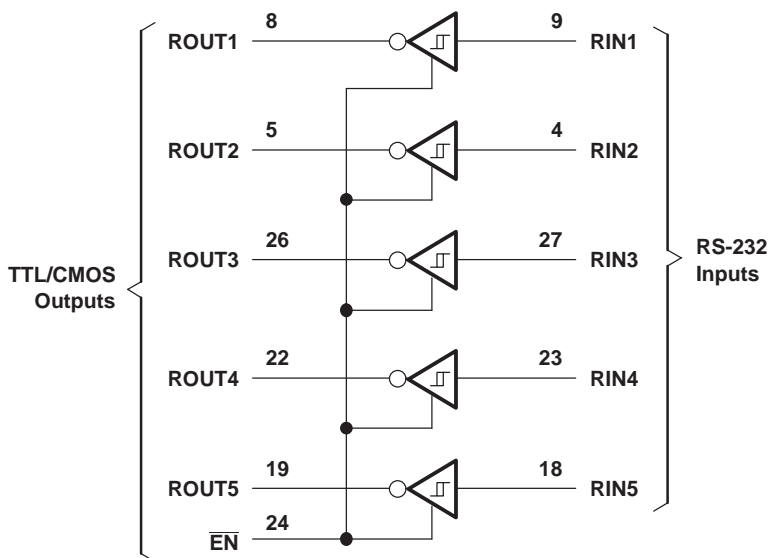 8 9
ROUT1 RIN1
5 4
ROUT2 RIN2
26 27
ROUT3 RIN3
TTL/CMOS
Outputs
RS-232
Inputs
22 23
ROUT4 RIN4
19 18
ROUT5 RIN5
24
E̅N̅